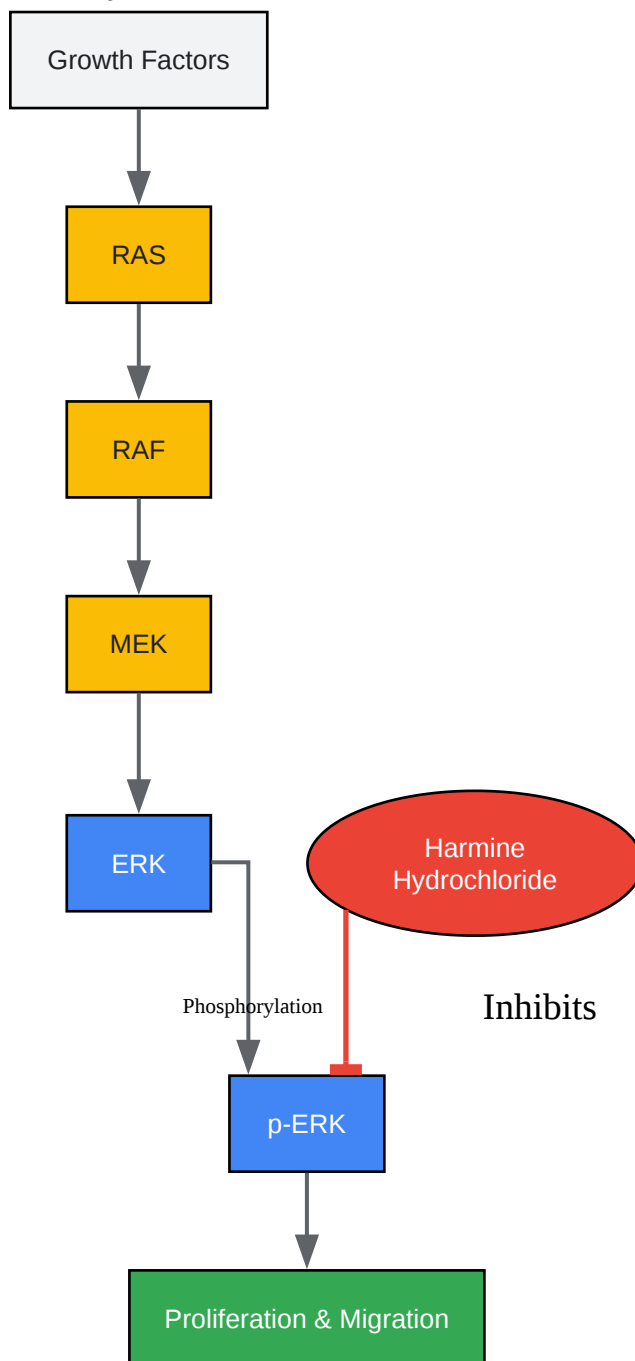 Growth Factors
RAS
RAF
MEK
ERK
Harmine
Hydrochloride
Phosphorylation
Inhibits
p-ERK
Proliferation & Migration